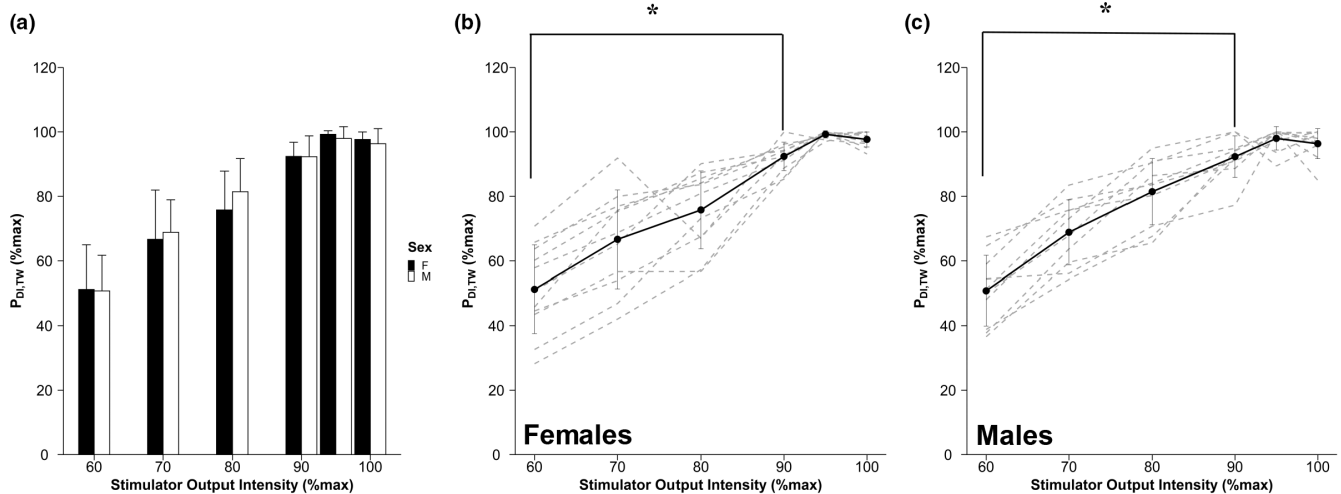 (a)
120
100
80
60
40
20
0
P_DI,TW (%max)
60 70 80 90 100
Stimulator Output Intensity (%max)
Sex
F
M
(b)
*
120
100
80
60
40
20
0
P_DI,TW (%max)
Females
60 70 80 90 100
Stimulator Output Intensity (%max)
(c)
*
120
100
80
60
40
20
0
P_DI,TW (%max)
Males
60 70 80 90 100
Stimulator Output Intensity (%max)